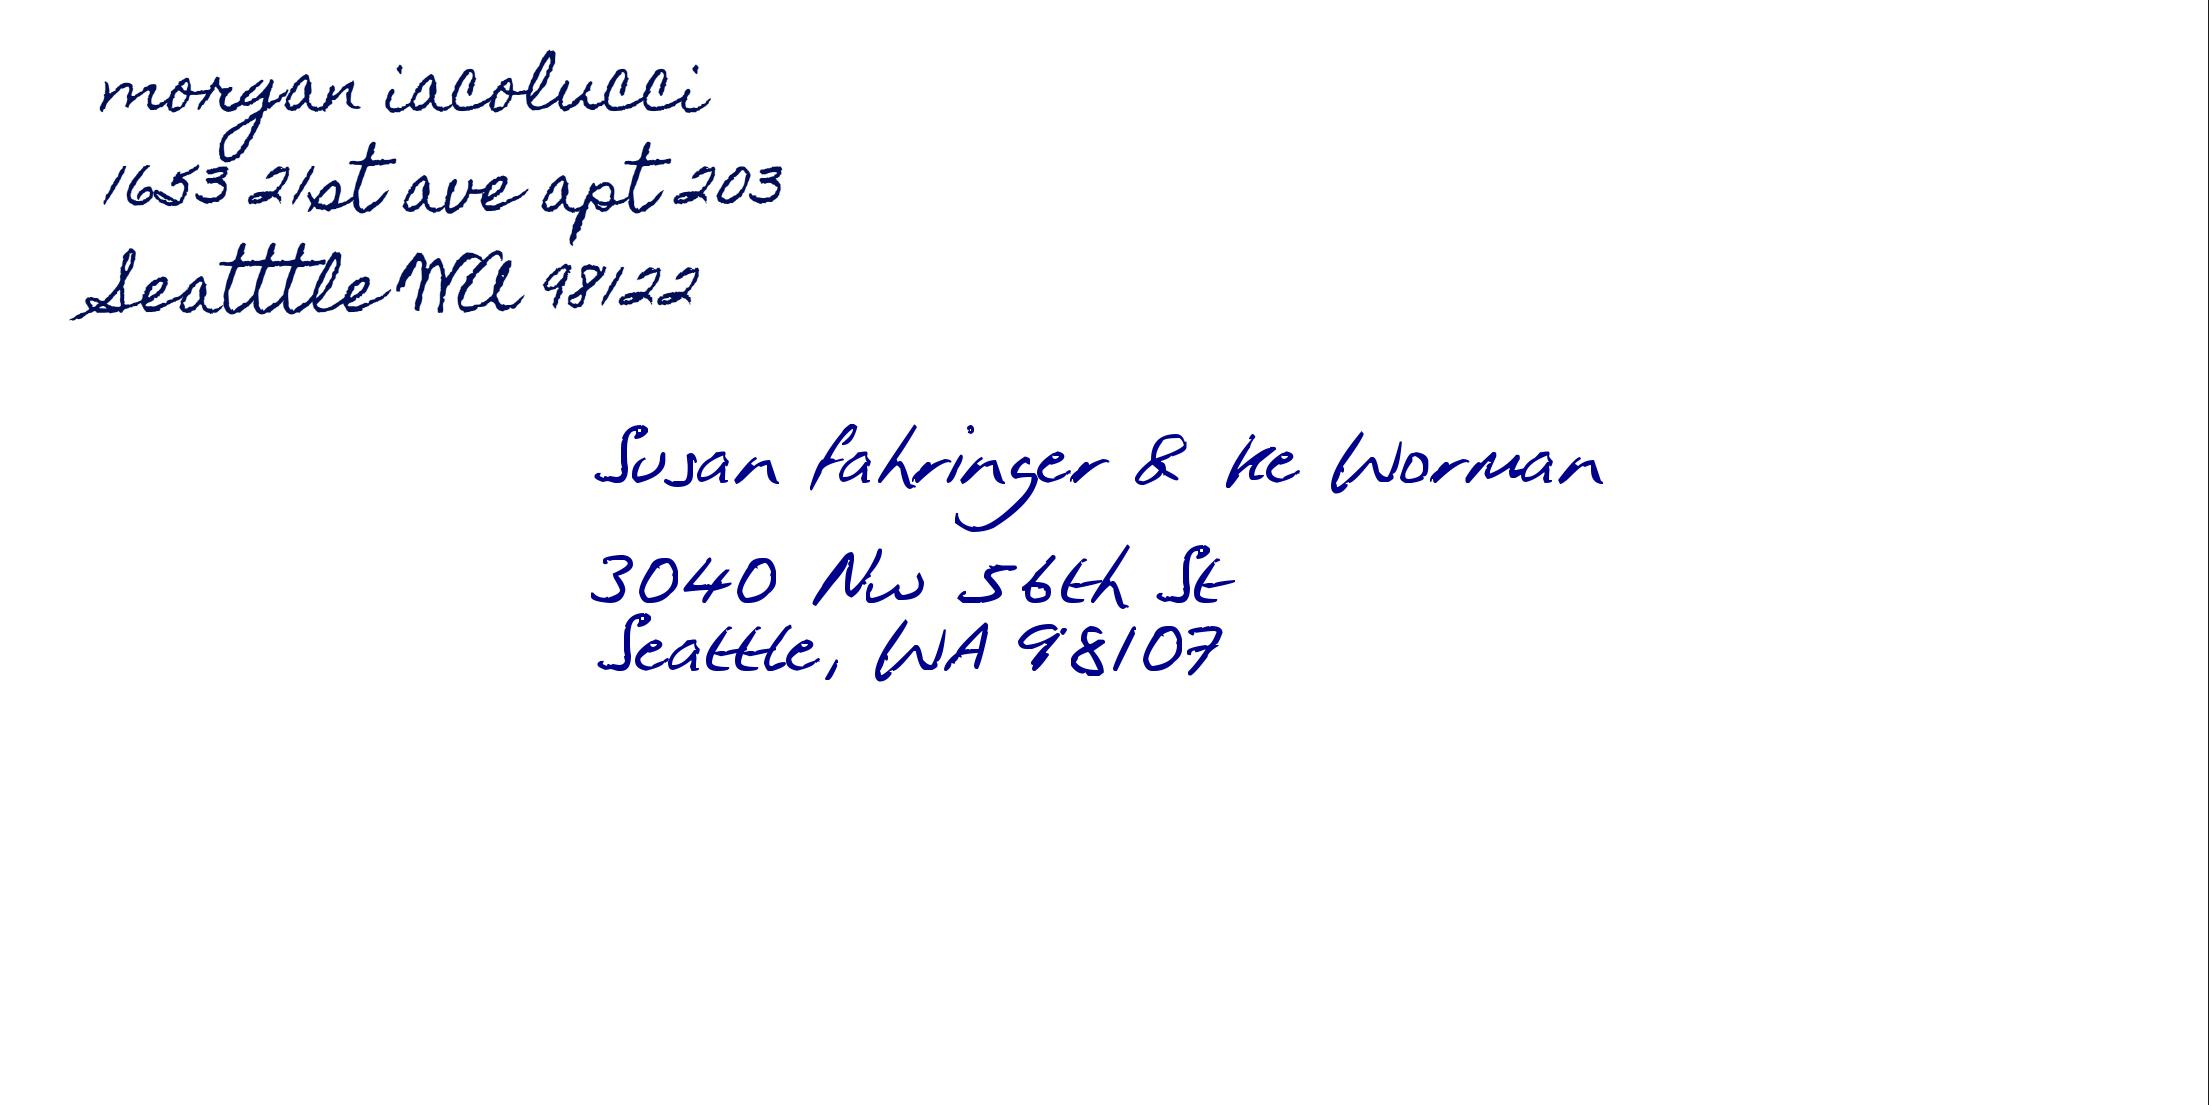 morgan iacolucci
1653 21st ave apt 203
Seatttle WA 98122
Susan Fahringer & Ke Worman
3040 NW 56th St
Seattle, WA 98107